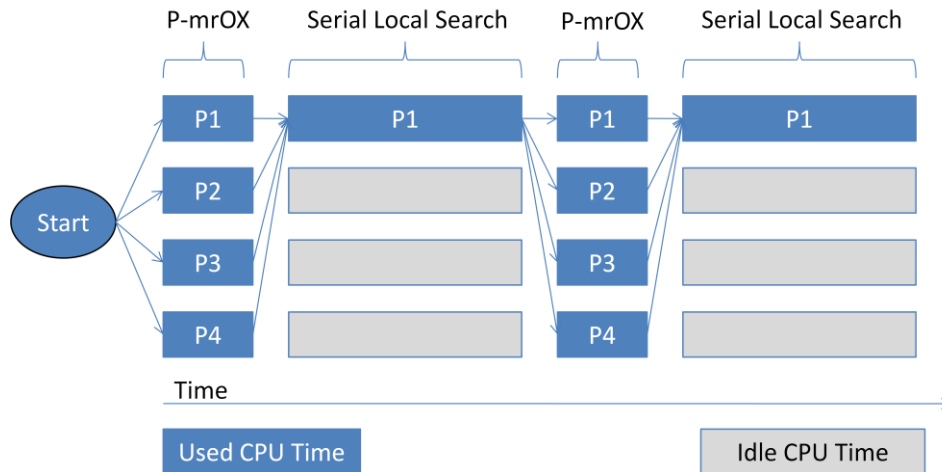 P-mrOX
Serial Local Search
P-mrOX
Serial Local Search
P1
P1
P1
P1
P2
P2
Start
P3
P3
P4
P4
Time
Used CPU Time
Idle CPU Time